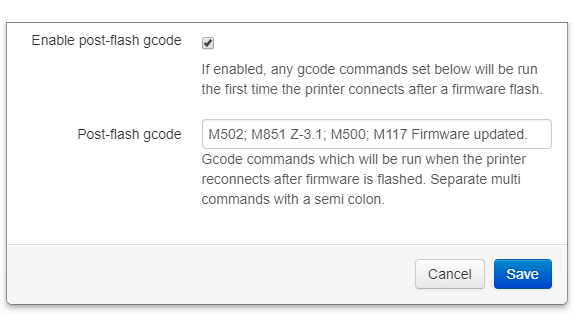 Enable post-flash gcode
If enabled, any gcode commands set below will be run
the first time the printer connects after a firmware flash.
Post-flash gcode
M502; M851 Z-3.1; M500; M117 Firmware updated.
Gcode commands which will be run when the printer
reconnects after firmware is flashed. Separate multi
commands with a semi colon.
Cancel
Save